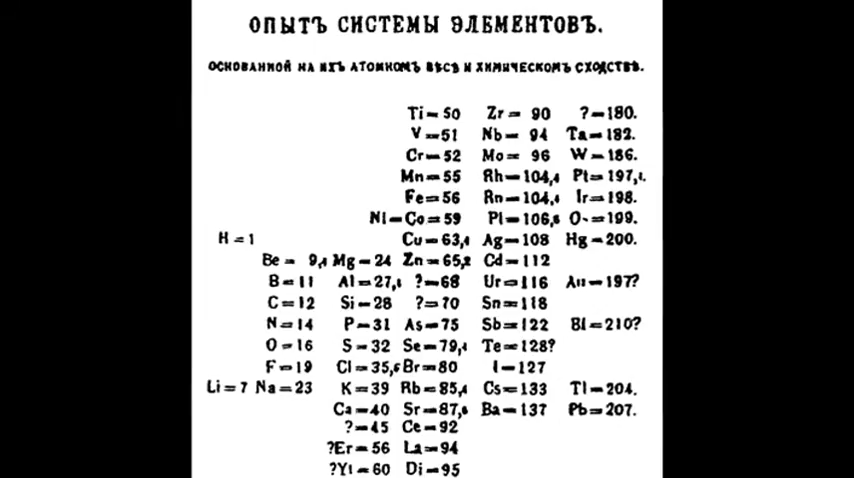 ОПЫТЪ СИСТЕМЫ ЭЛЕМЕНТОВЪ.
ОСНОВАННОЙ НА ИХЪ АТОМНОМЪ ВѢСѢ И ХИМИЧЕСКОМЪ СХОДСТВѢ.
Ti=50 Zr=90 ?=180.
V=51 Nb=94 Ta=182.
Cr=52 Mo=96 W=186.
Mn=55 Rh=104,4 Pt=197,1.
Fe=56 Rn=104,4 Ir=198.
Ni=Co=59 Pl=106,6 O-=199.
H=1 Cu=63,4 Ag=108 Hg=200.
Be=9,4 Mg=24 Zn=65,2 Cd=112
B=11 Al=27,1 ?=68 Ur=116 Au=197?
C=12 Si=28 ?=70 Sn=118
N=14 P=31 As=75 Sb=122 Bi=210?
O=16 S=32 Se=79,4 Te=128?
F=19 Cl=35,5 Br=80 I=127
Li=7 Na=23 K=39 Rb=85,4 Cs=133 Tl=204.
Ca=40 Sr=87,6 Ba=137 Pb=207.
?=45 Ce=92
?Er=56 La=94
?Yt=60 Di=95